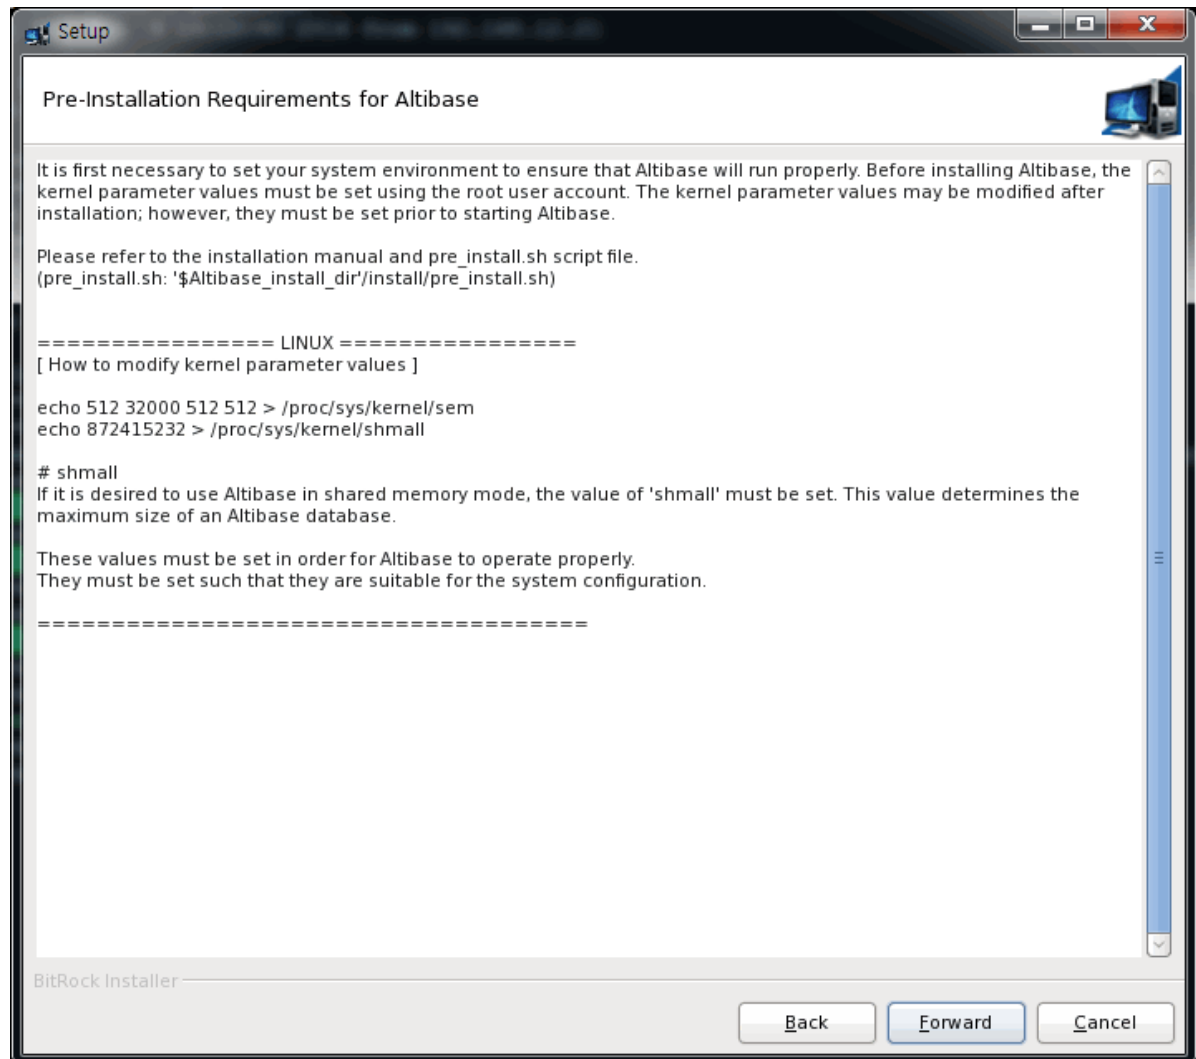 Setup
Pre-Installation Requirements for Altibase
It is first necessary to set your system environment to ensure that Altibase will run properly. Before installing Altibase, the
kernel parameter values must be set using the root user account. The kernel parameter values may be modified after
installation; however, they must be set prior to starting Altibase.
Please refer to the installation manual and pre_install.sh script file.
(pre_install.sh: '$Altibase_install_dir'/install/pre_install.sh)
================ LINUX ================
[ How to modify kernel parameter values ]
echo 512 32000 512 512 > /proc/sys/kernel/sem
echo 872415232 > /proc/sys/kernel/shmall
# shmall
If it is desired to use Altibase in shared memory mode, the value of 'shmall' must be set. This value determines the
maximum size of an Altibase database.
These values must be set in order for Altibase to operate properly.
They must be set such that they are suitable for the system configuration.
=====================================
BitRock Installer
Back Forward Cancel